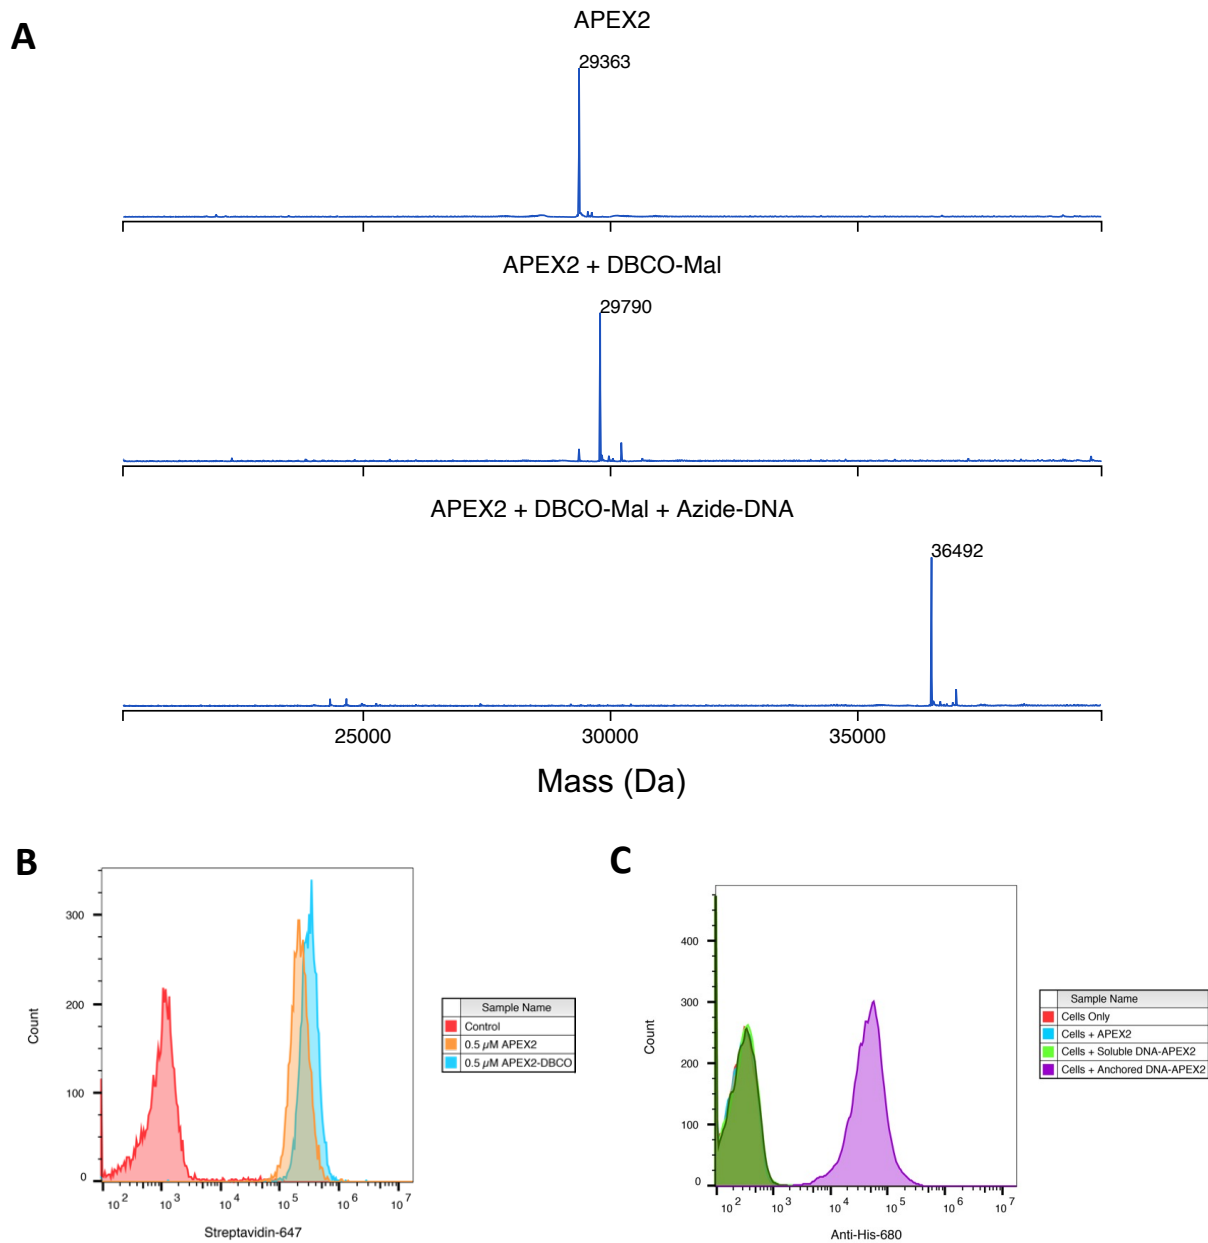 A
APEX2
29363
APEX2 + DBCO-Mal
29790
APEX2 + DBCO-Mal + Azide-DNA
36492
25000 30000 35000
Mass (Da)
B
300
200
100
0
Count
10^2 10^3 10^4 10^5 10^6 10^7
Streptavidin-647
Sample Name
Control
0.5 µM APEX2
0.5 µM APEX2-DBCO
C
400
300
200
100
0
Count
10^2 10^3 10^4 10^5 10^6 10^7
Anti-His-680
Sample Name
Cells Only
Cells + APEX2
Cells + Soluble DNA-APEX2
Cells + Anchored DNA-APEX2